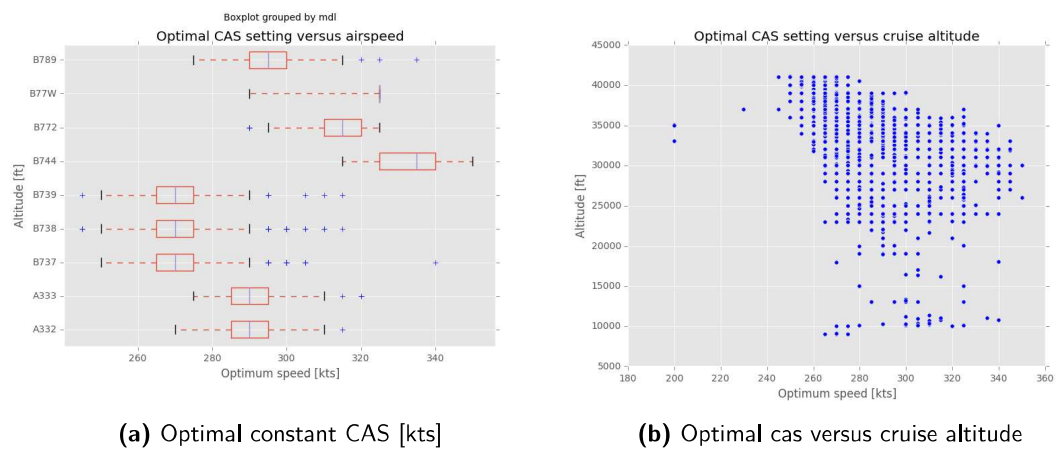 Boxplot grouped by mdl
Optimal CAS setting versus airspeed
Altitude [ft]
B789
B77W
B772
B744
B739
B738
B737
A333
A332
260 280 300 320 340
Optimum speed [kts]
(a) Optimal constant CAS [kts]
Optimal CAS setting versus cruise altitude
Altitude [ft]
45000
40000
35000
30000
25000
20000
15000
10000
5000
180 200 220 240 260 280 300 320 340 360
Optimum speed [kts]
(b) Optimal cas versus cruise altitude